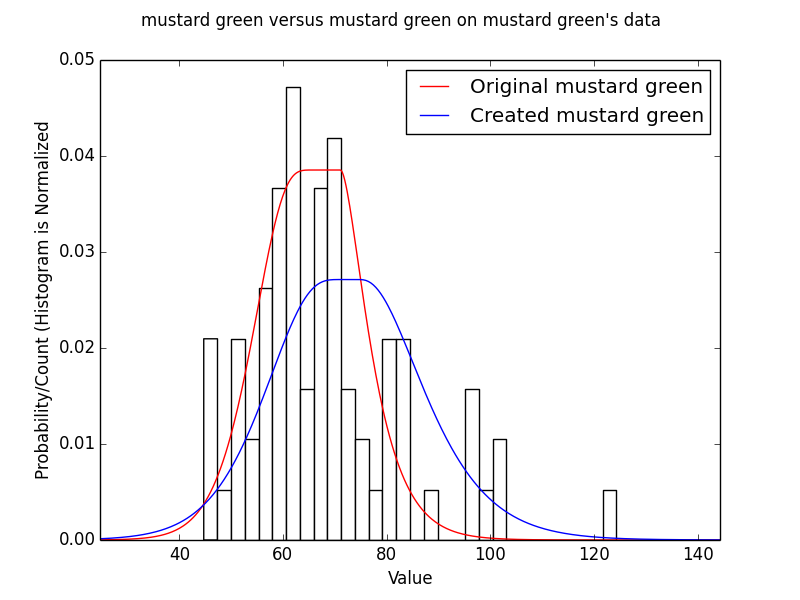 mustard green versus mustard green on mustard green's data
Original mustard green
Created mustard green
Probability/Count (Histogram is Normalized
0.05
0.04
0.03
0.02
0.01
0.00
40 60 80 100 120 140
Value